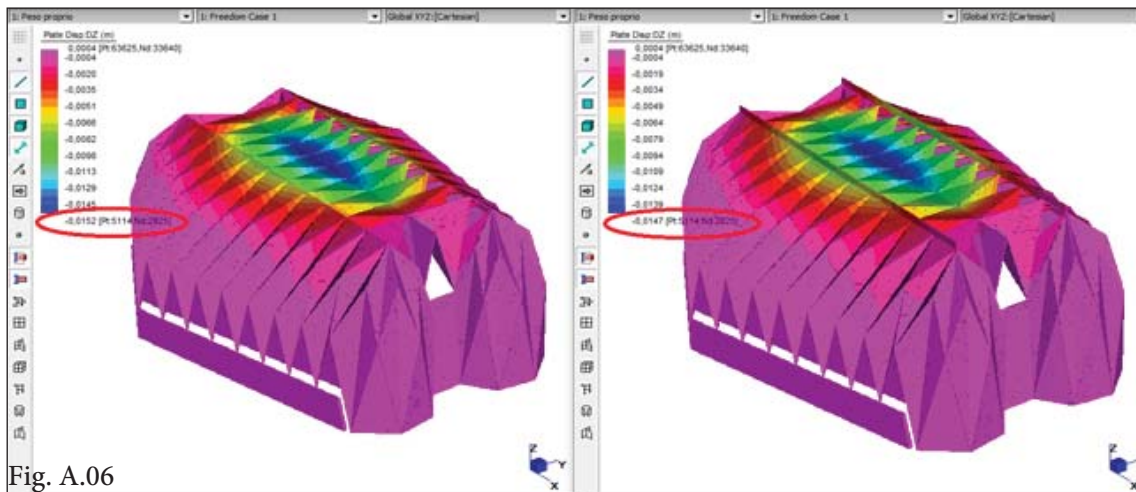 1: Peso proprio
1: Freedom Case 1
Global XYZ:[Cartesian]
Plate Disp:DZ (m)
0,0004 [Pt:63625,Nd:33640]
-0,0004
-0,0020
-0,0035
-0,0051
-0,0066
-0,0082
-0,0098
-0,0113
-0,0129
-0,0145
-0,0152 [Pt:5114,Nd:2825]
Z
Y
X
1: Peso proprio
1: Freedom Case 1
Global XYZ:[Cartesian]
Plate Disp:DZ (m)
0,0004 [Pt:63625,Nd:33640]
-0,0004
-0,0019
-0,0034
-0,0049
-0,0064
-0,0079
-0,0094
-0,0109
-0,0124
-0,0139
-0,0147 [Pt:5114,Nd:2825]
Z
Y
X
Fig. A.06